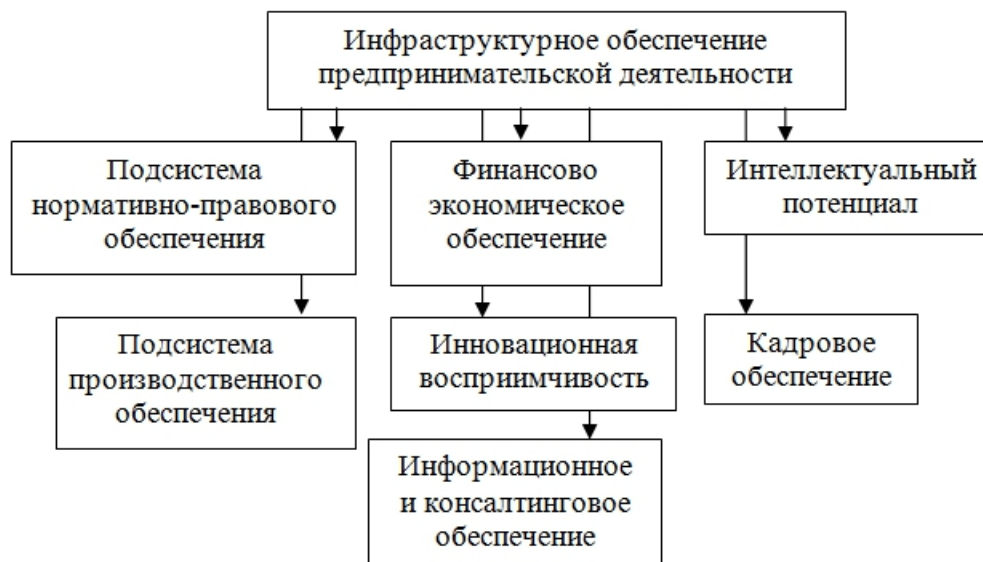 Инфраструктурное обеспечение
предпринимательской деятельности
Подсистема
нормативно-правового
обеспечения
Финансово
экономическое
обеспечение
Интеллектуальный
потенциал
Подсистема
производственного
обеспечения
Инновационная
восприимчивость
Кадровое
обеспечение
Информационное
и консалтинговое
обеспечение